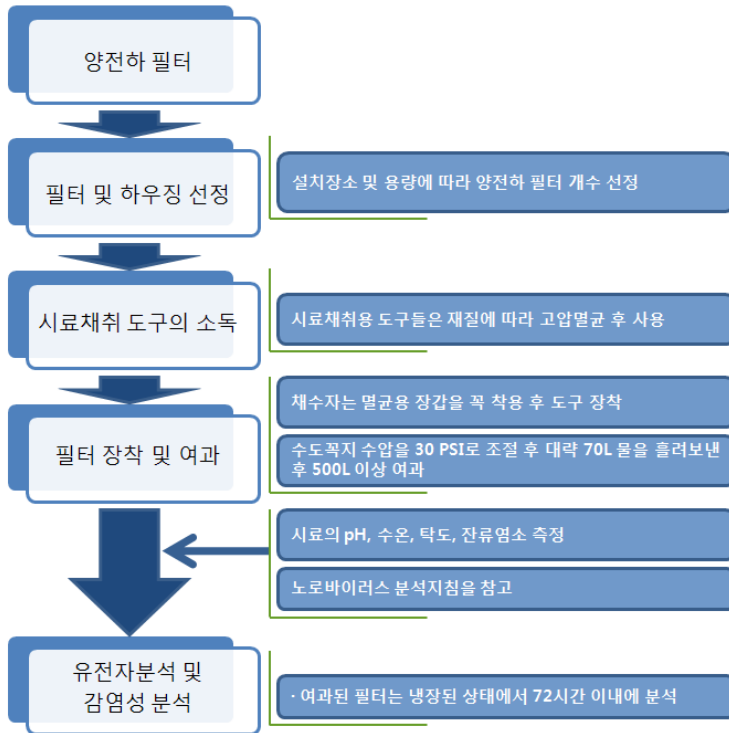 양전하 필터
필터 및 하우징 선정
설치장소 및 용량에 따라 양전하 필터 개수 선정
시료채취 도구의 소독
시료채취용 도구들은 재질에 따라 고압멸균 후 사용
필터 장착 및 여과
채수자는 멸균용 장갑을 꼭 착용 후 도구 장착
수도꼭지 수압을 30 PSI로 조절 후 대략 70L 물을 흘려보낸
후 500L 이상 여과
시료의 pH, 수온, 탁도, 잔류염소 측정
노로바이러스 분석지침을 참고
유전자분석 및
감염성 분석
· 여과된 필터는 냉장된 상태에서 72시간 이내에 분석